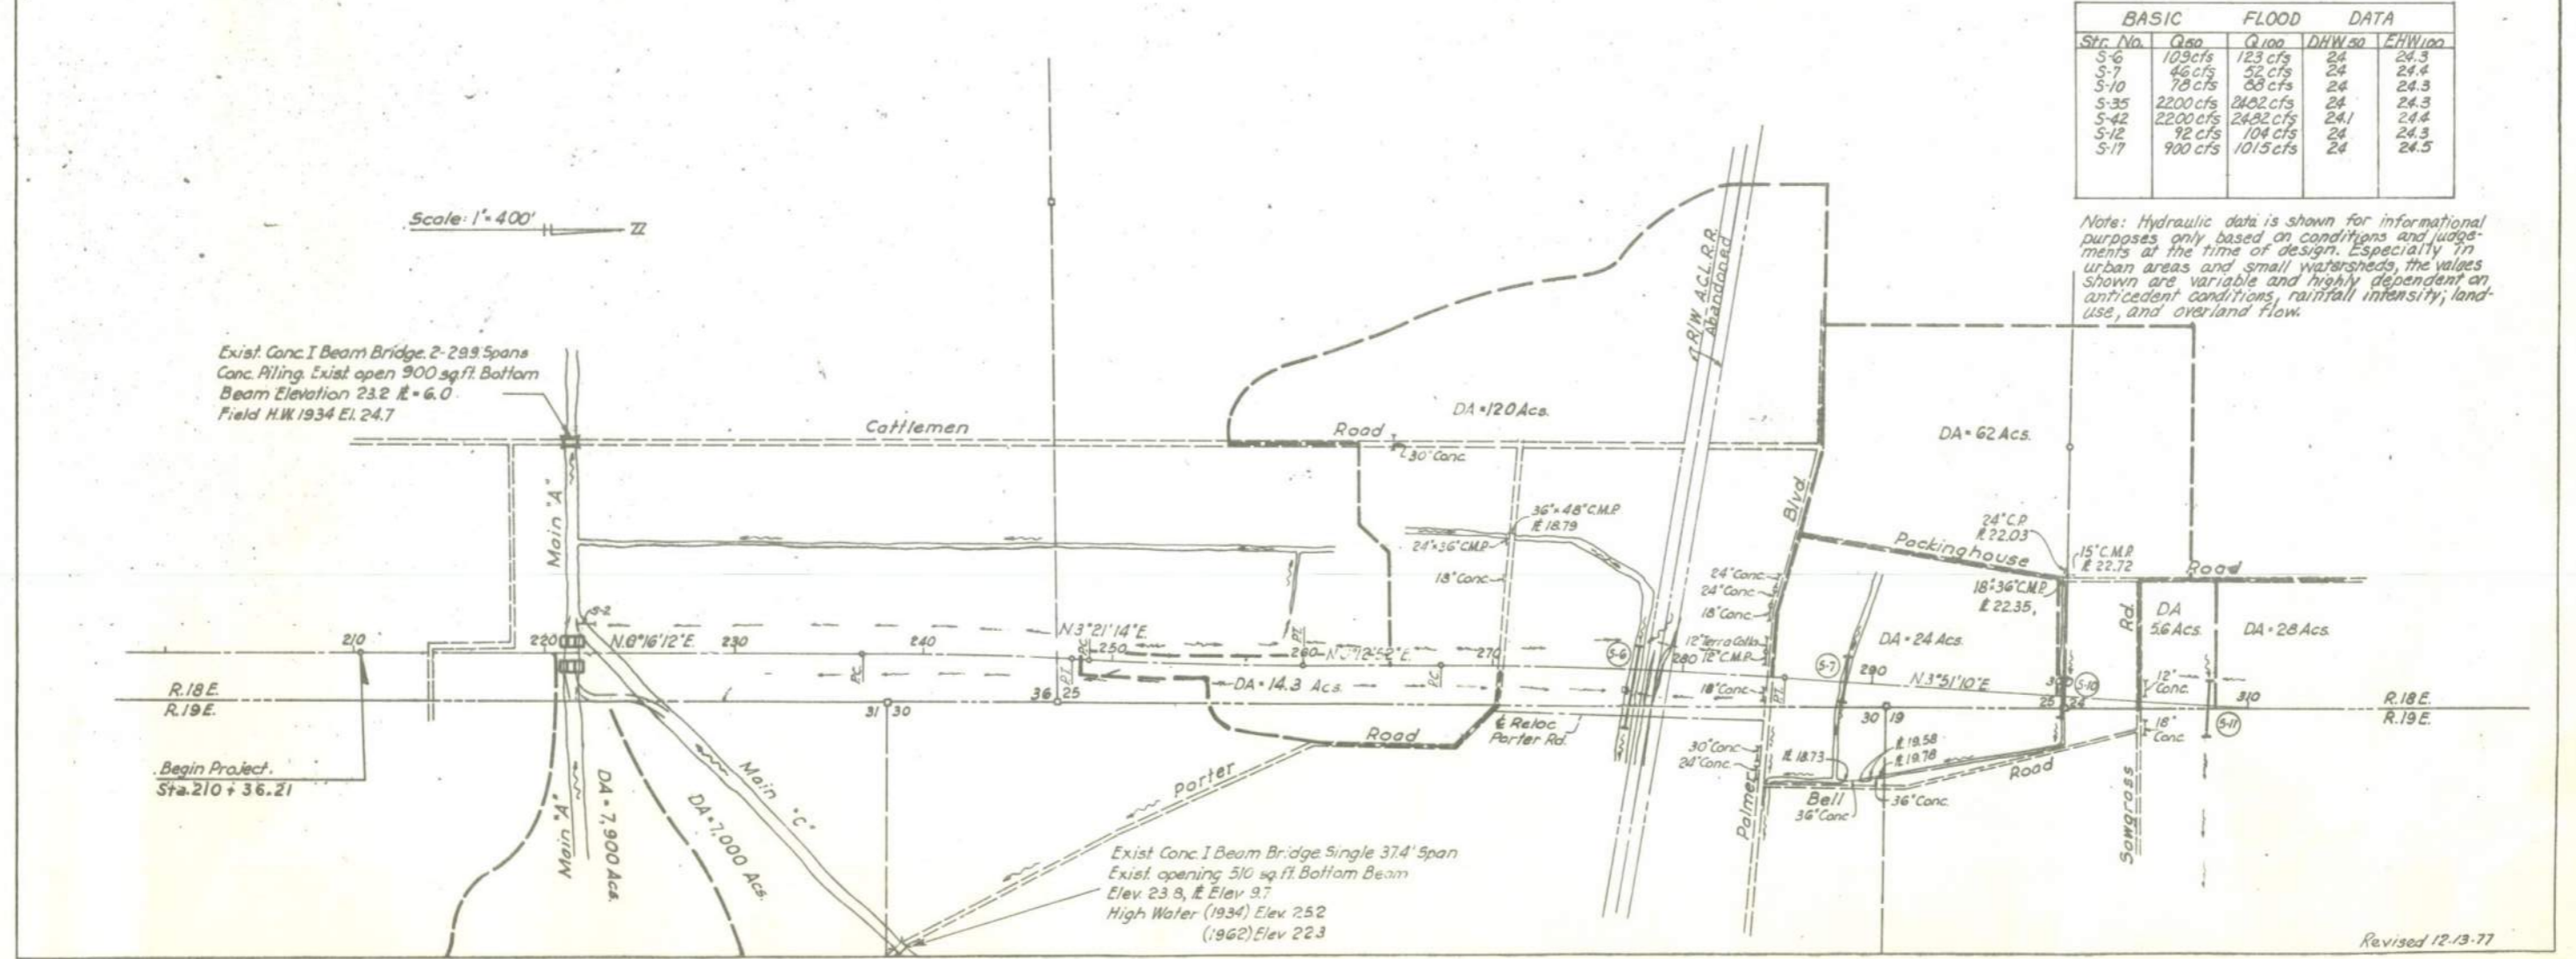 BASIC FLOOD DATA
Str. No. Q50 Q100 DHW 50 EHW100
S-6 109cfs 123 cfs 24 24.3
S-7 46 cfs 52 cfs 24 24.4
S-10 78 cfs 88 cfs 24 24.3
S-35 2200 cfs 2482 cfs 24 24.3
S-42 2200 cfs 2482 cfs 24.1 24.4
S-12 92 cfs 104 cfs 24 24.3
S-17 900 cfs 1015 cfs 24 24.5
Note: Hydraulic data is shown for informational
purposes only based on conditions and judge-
ments at the time of design. Especially in
urban areas and small watersheds, the values
shown are variable and highly dependent on
anticedent conditions, rainfall intensity, land-
use, and overland flow.
Scale: 1"=400'
Exist. Conc. I Beam Bridge. 2-29.9. Spans
Conc. Piling. Exist open 900 sq.ft. Bottom
Beam Elevation 23.2 ℄=6.0
Field H.W. 1934 El. 24.7
R/W A.C.L. R.R.
Abandoned
Cattlemen
Road
DA=120 Acs.
DA=62 Acs.
30" Conc.
Main "A"
Blvd.
36"x48" C.M.P.
℄ 18.79
24"x36" C.M.P.
18" Conc.
24" C.P.
℄ 22.03
Packinghouse
15" C.M.P.
℄ 22.72
Road
18"x36" C.M.P.
℄ 22.35
24" Conc.
24" Conc.
18" Conc.
12" Terra Cotta
12" C.M.P.
18" Conc.
DA=24 Acs.
Rd.
DA
5.6 Acs.
DA=28 Acs.
S-2
210
220
N.0°16'12"E.
230
P.C.
240
P.T.
P.C.
N.3°21'14"E.
250
260
P.T.
P.C.
270
S-6
280
P.T.
S-7
290
N.3°51'10"E.
S-10
12"
Conc.
310
R.18 E.
R.19 E.
R.18 E.
R.19 E.
31 30
36 25
DA=14.3 Acs.
30 19
25 24
18"
Conc.
S-11
Begin Project.
Sta. 210 + 36.21
Road
℄ Reloc
Porter Rd.
30" Conc.
24" Conc.
℄ 18.73
℄ 19.58
℄ 19.78
Road
Bell
36" Conc.
36" Conc.
Palmer
Sawgrass
Main "A"
DA=7,900 Acs.
DA=7,000 Acs.
Main "C"
Porter
Exist Conc. I Beam Bridge. Single 37.4' Span
Exist. opening 510 sq.ft. Bottom Beam
Elev. 23.8, ℄ Elev 9.7
High Water (1934) Elev. 25.2
(1962) Elev 22.3
Revised 12-13-77